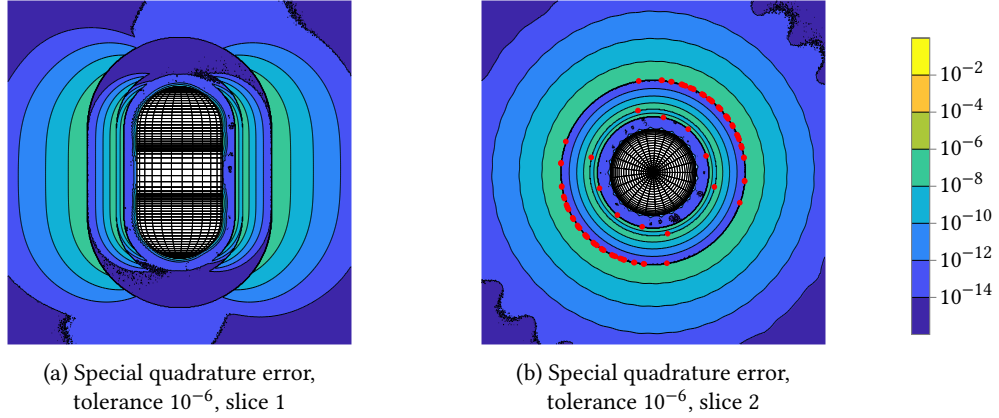 10−2
10−4
10−6
10−8
10−10
10−12
10−14
(a) Special quadrature error,
tolerance 10−6, slice 1
(b) Special quadrature error,
tolerance 10−6, slice 2